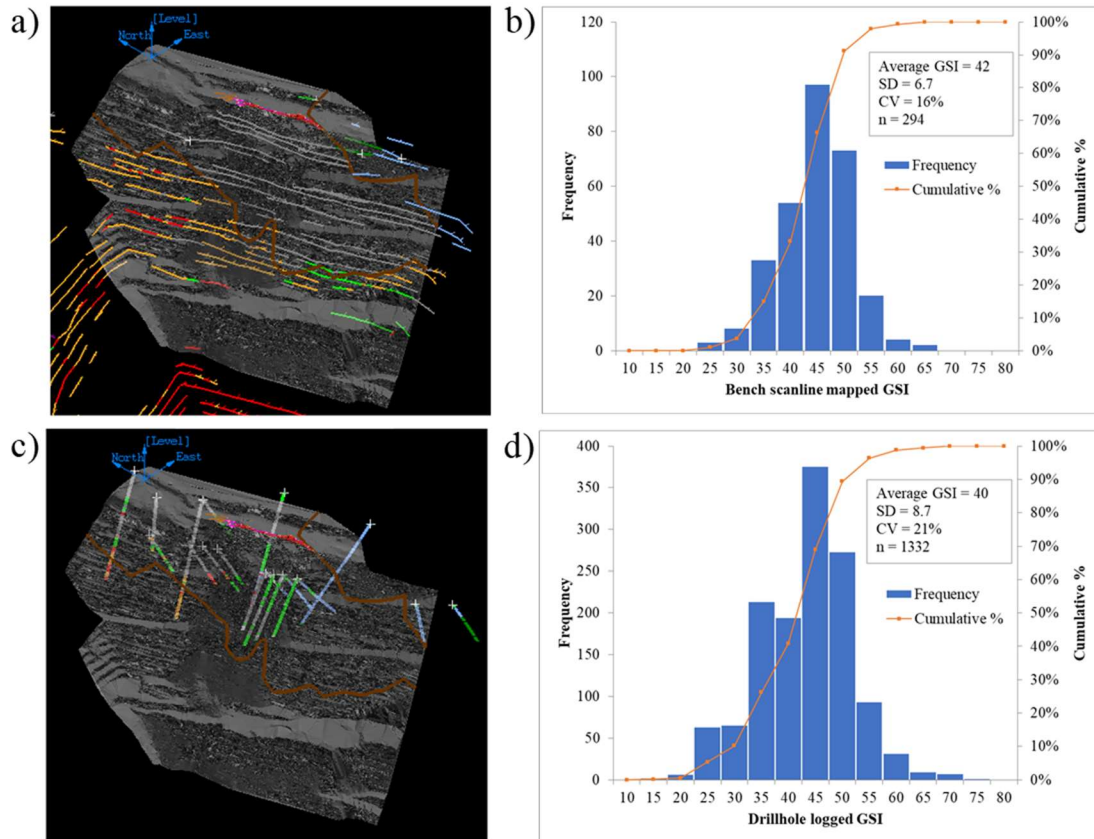 a)
[Level]
North
East
b)
120
100
80
60
40
20
0
Frequency
100%
90%
80%
70%
60%
50%
40%
30%
20%
10%
0%
Cumulative %
Average GSI = 42
SD = 6.7
CV = 16%
n = 294
Frequency
Cumulative %
10 15 20 25 30 35 40 45 50 55 60 65 70 75 80
Bench scanline mapped GSI
c)
[Level]
North
East
d)
400
350
300
250
200
150
100
50
0
Frequency
100%
90%
80%
70%
60%
50%
40%
30%
20%
10%
0%
Cumulative %
Average GSI = 40
SD = 8.7
CV = 21%
n = 1332
Frequency
Cumulative %
10 15 20 25 30 35 40 45 50 55 60 65 70 75 80
Drillhole logged GSI